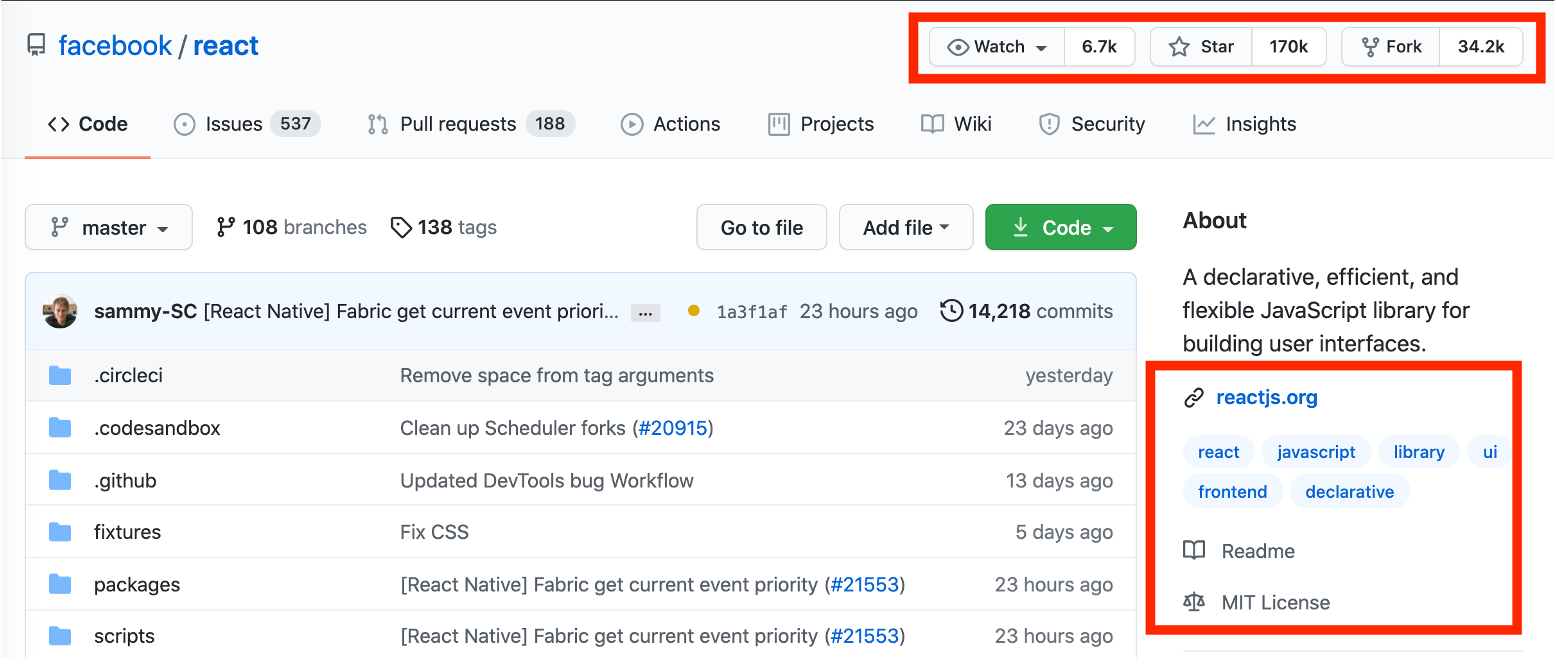 facebook / react
Watch 6.7k Star 170k Fork 34.2k
Code Issues 537 Pull requests 188 Actions Projects Wiki Security Insights
master 108 branches 138 tags Go to file Add file Code
sammy-SC [React Native] Fabric get current event priori... ... 1a3f1af 23 hours ago 14,218 commits
.circleci Remove space from tag arguments yesterday
.codesandbox Clean up Scheduler forks (#20915) 23 days ago
.github Updated DevTools bug Workflow 13 days ago
fixtures Fix CSS 5 days ago
packages [React Native] Fabric get current event priority (#21553) 23 hours ago
scripts [React Native] Fabric get current event priority (#21553) 23 hours ago
About
A declarative, efficient, and
flexible JavaScript library for
building user interfaces.
reactjs.org
react javascript library ui
frontend declarative
Readme
MIT License